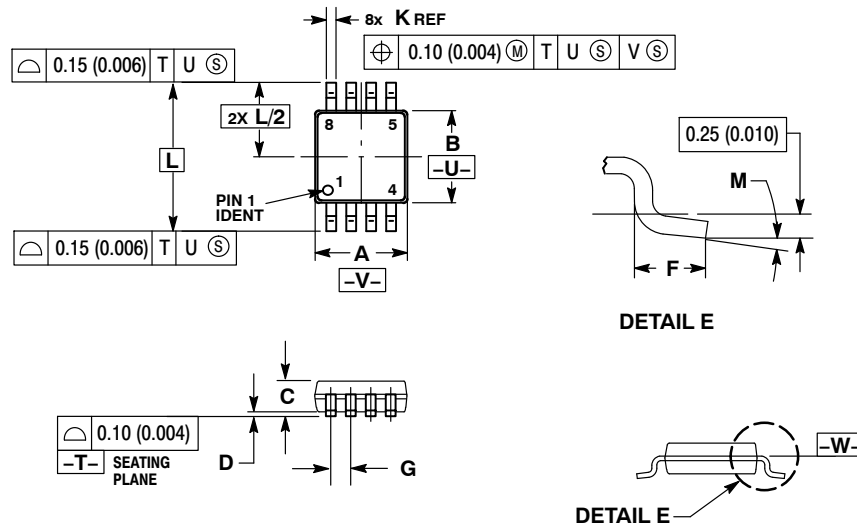 8x K REF
⌖ 0.10 (0.004) Ⓜ T U Ⓢ V Ⓢ
⌓ 0.15 (0.006) T U Ⓢ
2X L/2
L
8 5
1 4
PIN 1
IDENT
B
–U–
⌓ 0.15 (0.006) T U Ⓢ
A
–V–
0.25 (0.010)
M
F
DETAIL E
C
⌓ 0.10 (0.004)
–T– SEATING
PLANE
D
G
–W–
DETAIL E